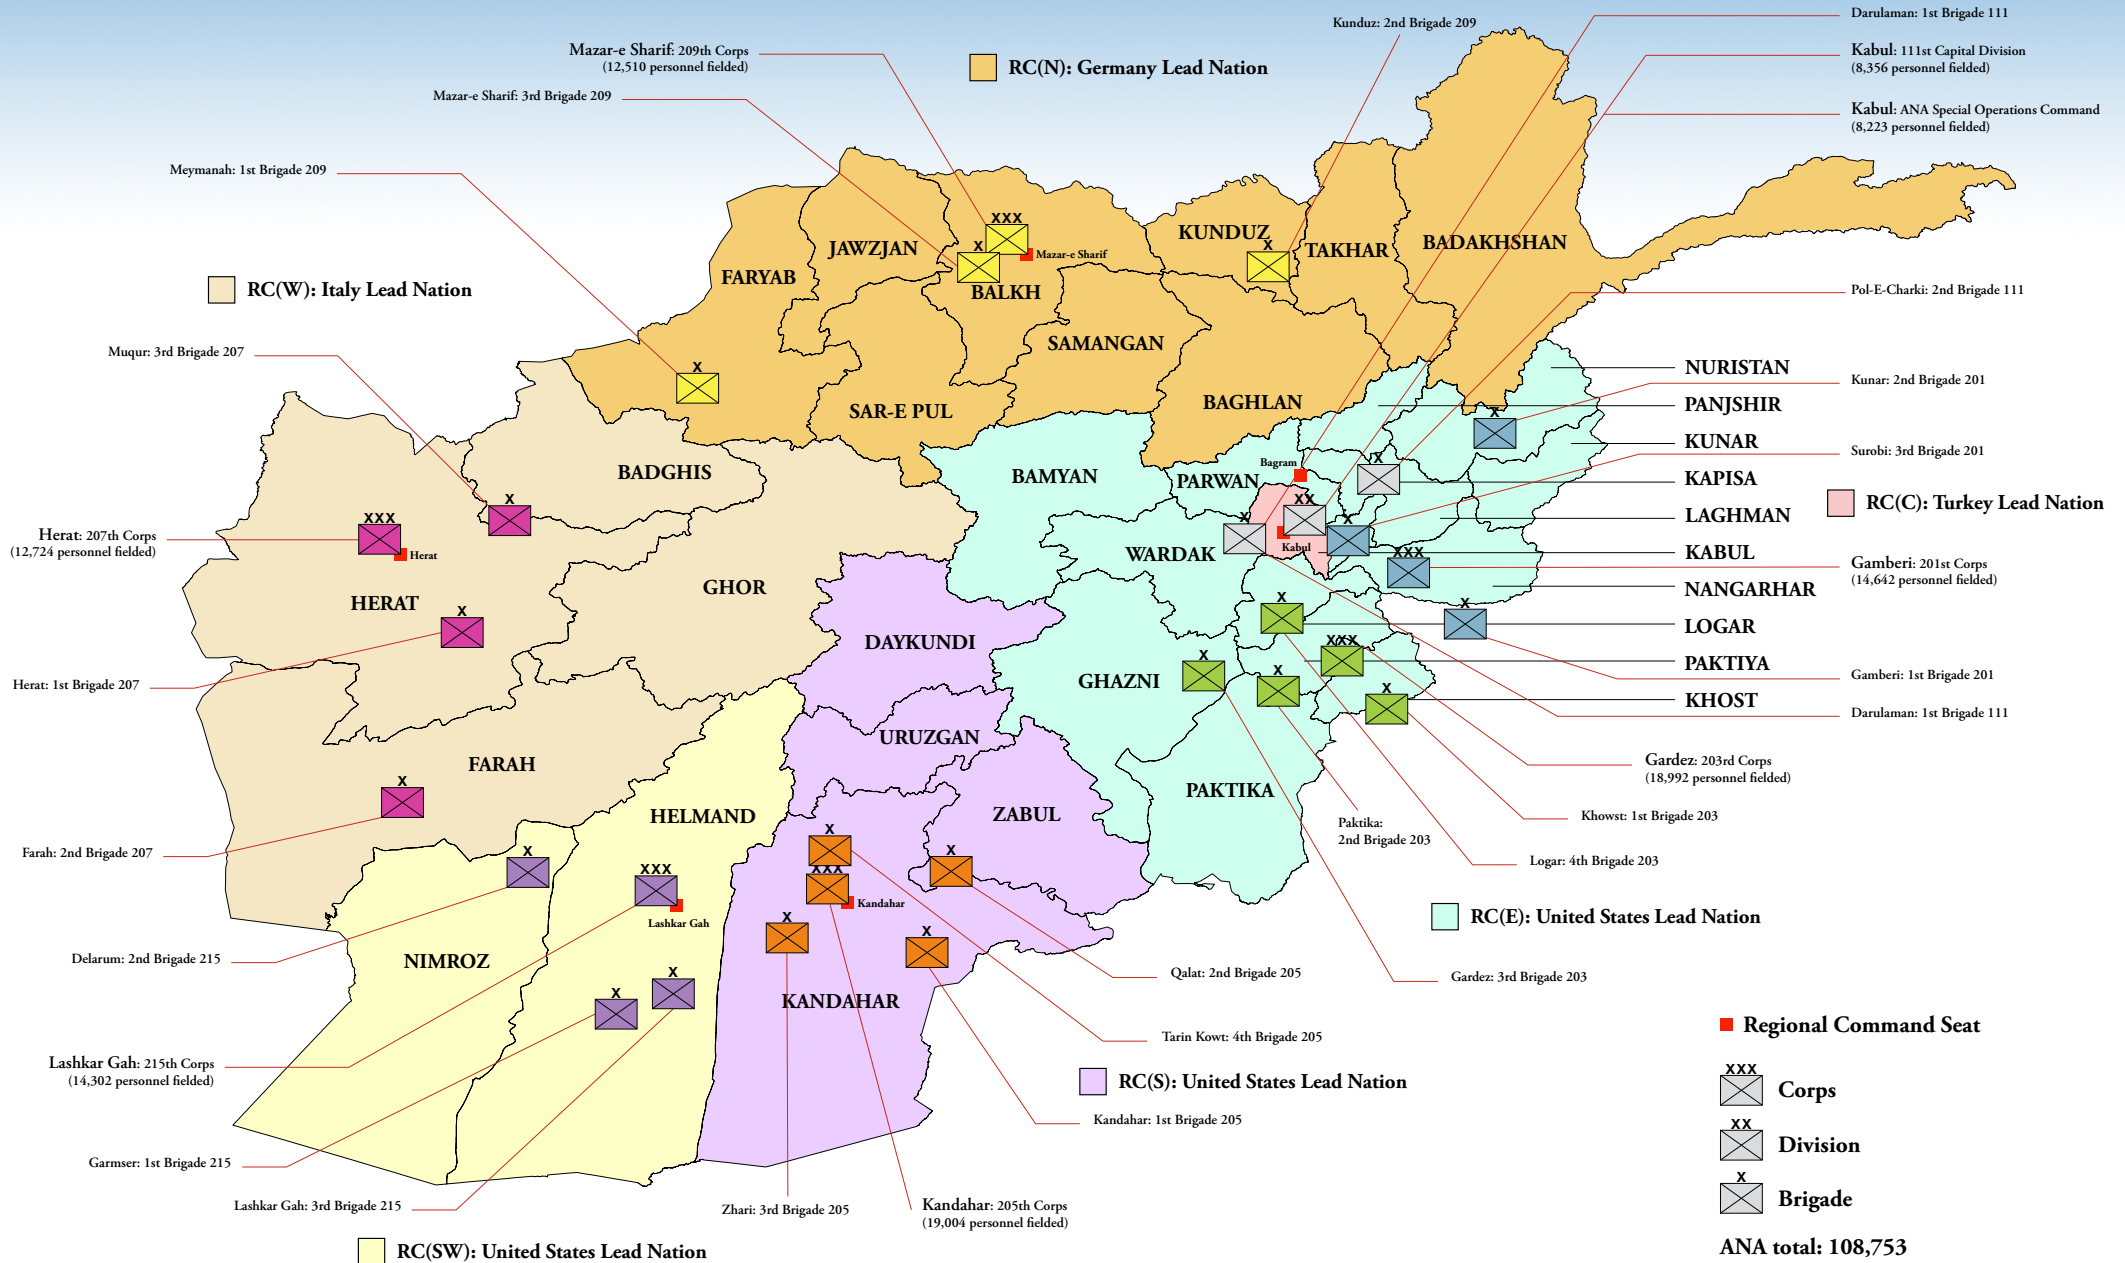 Darulaman: 1st Brigade 111
Kunduz: 2nd Brigade 209
Mazar-e Sharif: 209th Corps
(12,510 personnel fielded)
Kabul: 111st Capital Division
(8,356 personnel fielded)
RC(N): Germany Lead Nation
Mazar-e Sharif: 3rd Brigade 209
Kabul: ANA Special Operations Command
(8,223 personnel fielded)
Meymanah: 1st Brigade 209
XXX
X
Mazar-e Sharif
KUNDUZ
X
JAWZJAN
TAKHAR
BADAKHSHAN
FARYAB
BALKH
RC(W): Italy Lead Nation
Pol-E-Charki: 2nd Brigade 111
SAMANGAN
Muqur: 3rd Brigade 207
X
NURISTAN
Kunar: 2nd Brigade 201
SAR-E PUL
BAGHLAN
PANJSHIR
X
KUNAR
Surobi: 3rd Brigade 201
BADGHIS
BAMYAN
Bagram
PARWAN
X
KAPISA
X
XX
RC(C): Turkey Lead Nation
XXX
X
X
LAGHMAN
Herat: 207th Corps
(12,724 personnel fielded)
Herat
WARDAK
Kabul
XXX
KABUL
Gamberi: 201st Corps
(14,642 personnel fielded)
GHOR
NANGARHAR
HERAT
X
X
X
LOGAR
DAYKUNDI
XXX
X
PAKTIYA
Herat: 1st Brigade 207
GHAZNI
X
X
Gamberi: 1st Brigade 201
KHOST
Darulaman: 1st Brigade 111
URUZGAN
FARAH
Gardez: 203rd Corps
(18,992 personnel fielded)
X
PAKTIKA
HELMAND
ZABUL
Khowst: 1st Brigade 203
Paktika:
2nd Brigade 203
X
Farah: 2nd Brigade 207
X
X
Logar: 4th Brigade 203
XXX
XXX
Kandahar
Lashkar Gah
X
X
RC(E): United States Lead Nation
Delarum: 2nd Brigade 215
NIMROZ
X
Qalat: 2nd Brigade 205
Gardez: 3rd Brigade 203
X
KANDAHAR
Regional Command Seat
Tarin Kowt: 4th Brigade 205
Lashkar Gah: 215th Corps
(14,302 personnel fielded)
XXX
Corps
RC(S): United States Lead Nation
Kandahar: 1st Brigade 205
XX
Division
Garmser: 1st Brigade 215
X
Brigade
Lashkar Gah: 3rd Brigade 215
Zhari: 3rd Brigade 205
Kandahar: 205th Corps
(19,004 personnel fielded)
RC(SW): United States Lead Nation
ANA total: 108,753